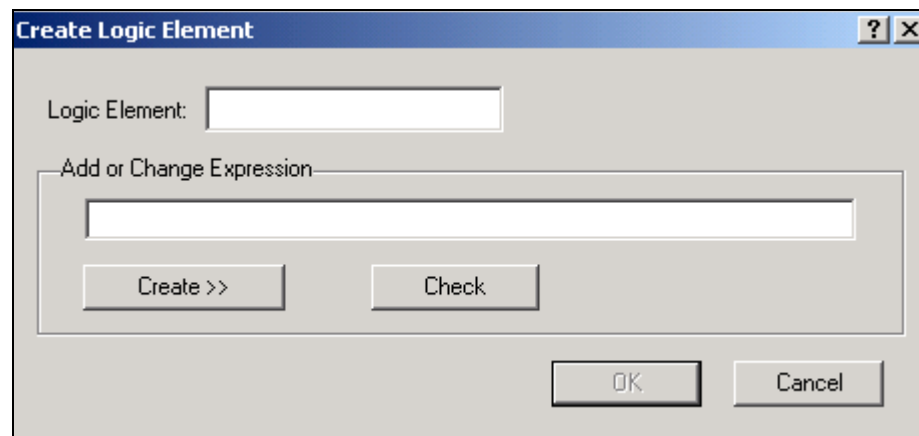 Create Logic Element ? X
Logic Element:
Add or Change Expression
Create >> Check
OK Cancel